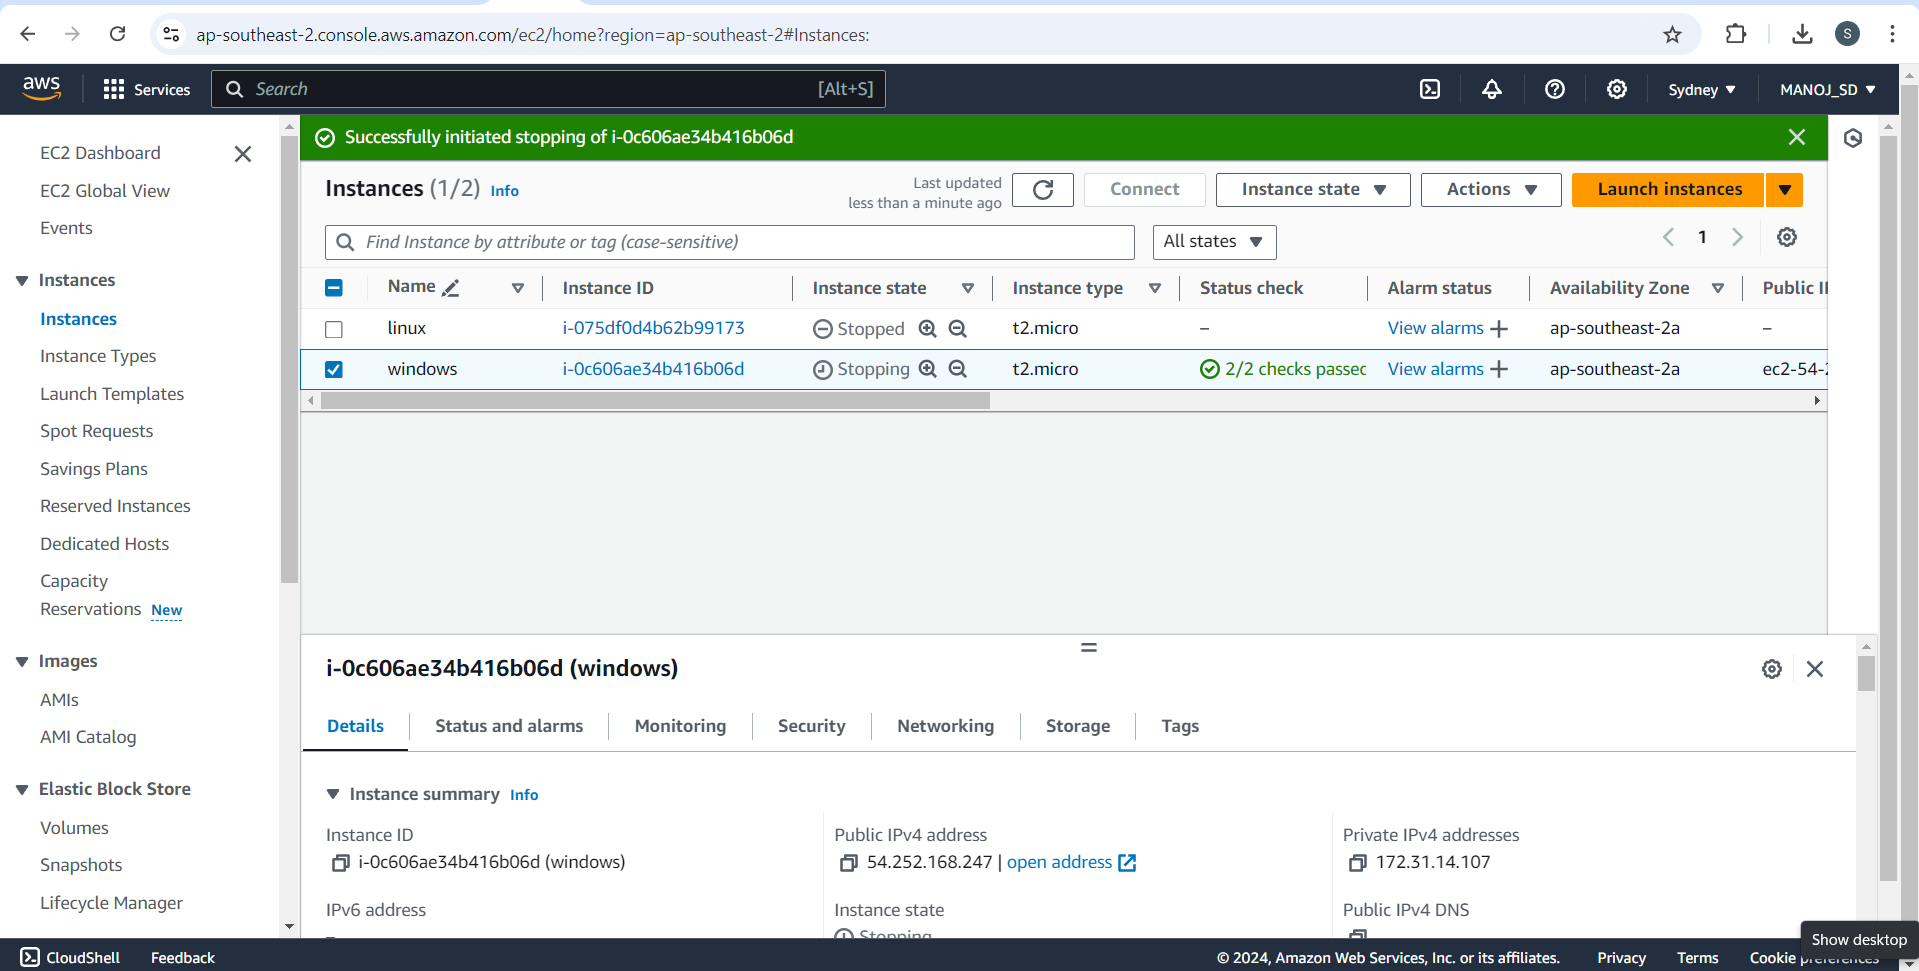 ap-southeast-2.console.aws.amazon.com/ec2/home?region=ap-southeast-2#Instances:
S
aws
Services
Search
[Alt+S]
Sydney
MANOJ_SD
EC2 Dashboard
EC2 Global View
Events
Instances
Instances
Instance Types
Launch Templates
Spot Requests
Savings Plans
Reserved Instances
Dedicated Hosts
Capacity
Reservations New
Images
AMIs
AMI Catalog
Elastic Block Store
Volumes
Snapshots
Lifecycle Manager
Successfully initiated stopping of i-0c606ae34b416b06d
Instances (1/2) Info
Last updated
less than a minute ago
Connect
Instance state
Actions
Launch instances
Find Instance by attribute or tag (case-sensitive)
All states
1
Name Instance ID Instance state Instance type Status check Alarm status Availability Zone Public I
linux i-075df0d4b62b99173 Stopped t2.micro – View alarms ap-southeast-2a –
windows i-0c606ae34b416b06d Stopping t2.micro 2/2 checks passec View alarms ap-southeast-2a ec2-54-
i-0c606ae34b416b06d (windows)
Details Status and alarms Monitoring Security Networking Storage Tags
Instance summary Info
Instance ID
i-0c606ae34b416b06d (windows)
Public IPv4 address
54.252.168.247 | open address
Private IPv4 addresses
172.31.14.107
IPv6 address
Instance state
Stopping
Public IPv4 DNS
Show desktop
CloudShell Feedback
© 2024, Amazon Web Services, Inc. or its affiliates. Privacy Terms Cookie preferences